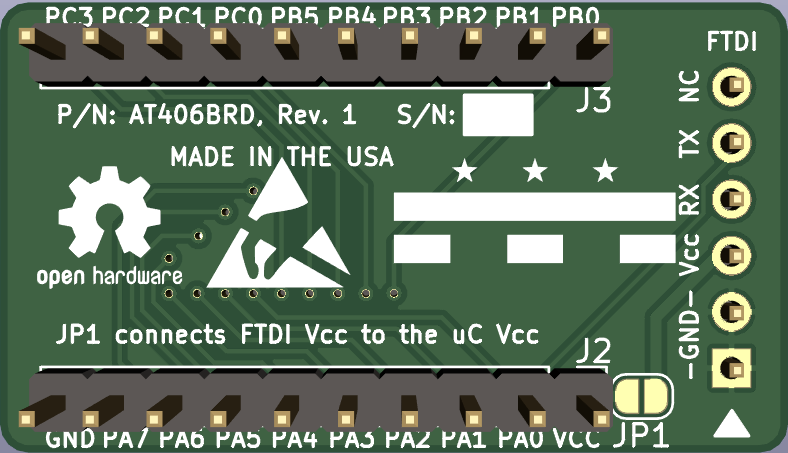 PC3 PC2 PC1 PC0 PB5 PB4 PB3 PB2 PB1 PB0
FTDI
J3
P/N: AT406BRD, Rev. 1 S/N:
MADE IN THE USA
open hardware
NC
TX
RX
Vcc
-GND-
JP1 connects FTDI Vcc to the uC Vcc
J2
GND PA7 PA6 PA5 PA4 PA3 PA2 PA1 PA0 VCC
JP1